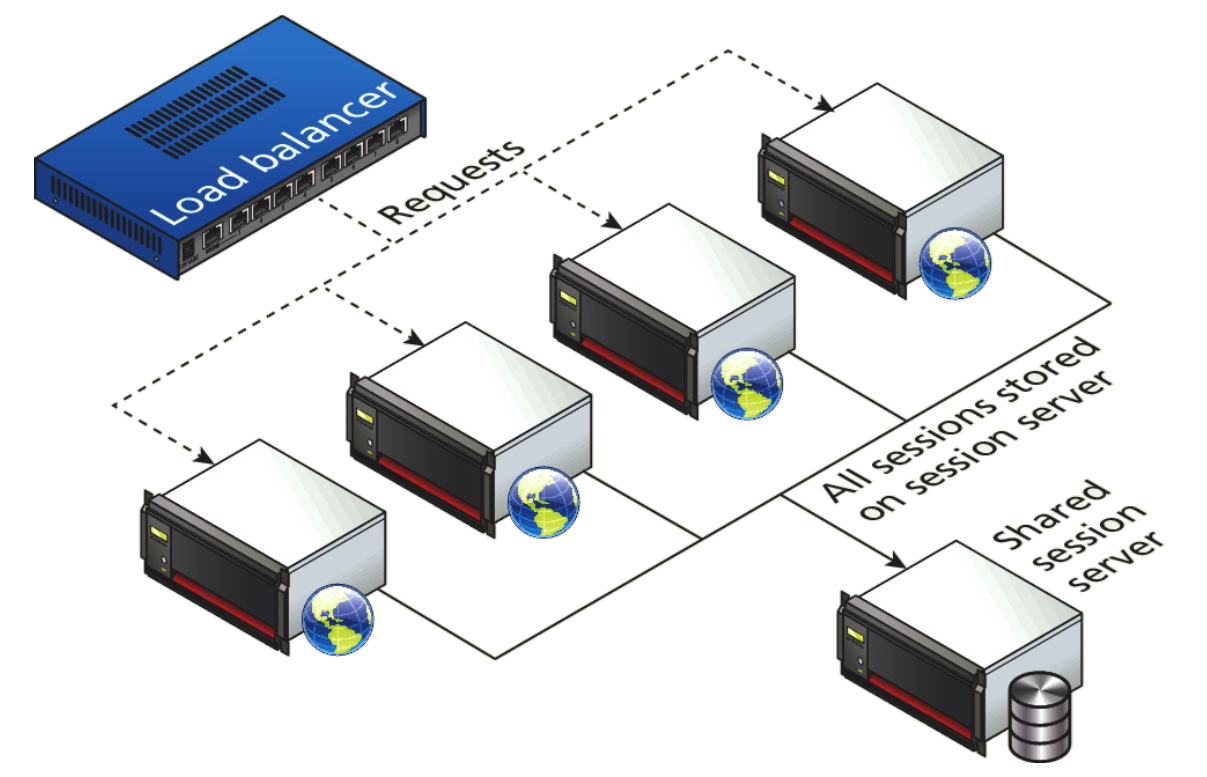 Load balancer
Requests
All sessions stored
on session server
Shared
session
server